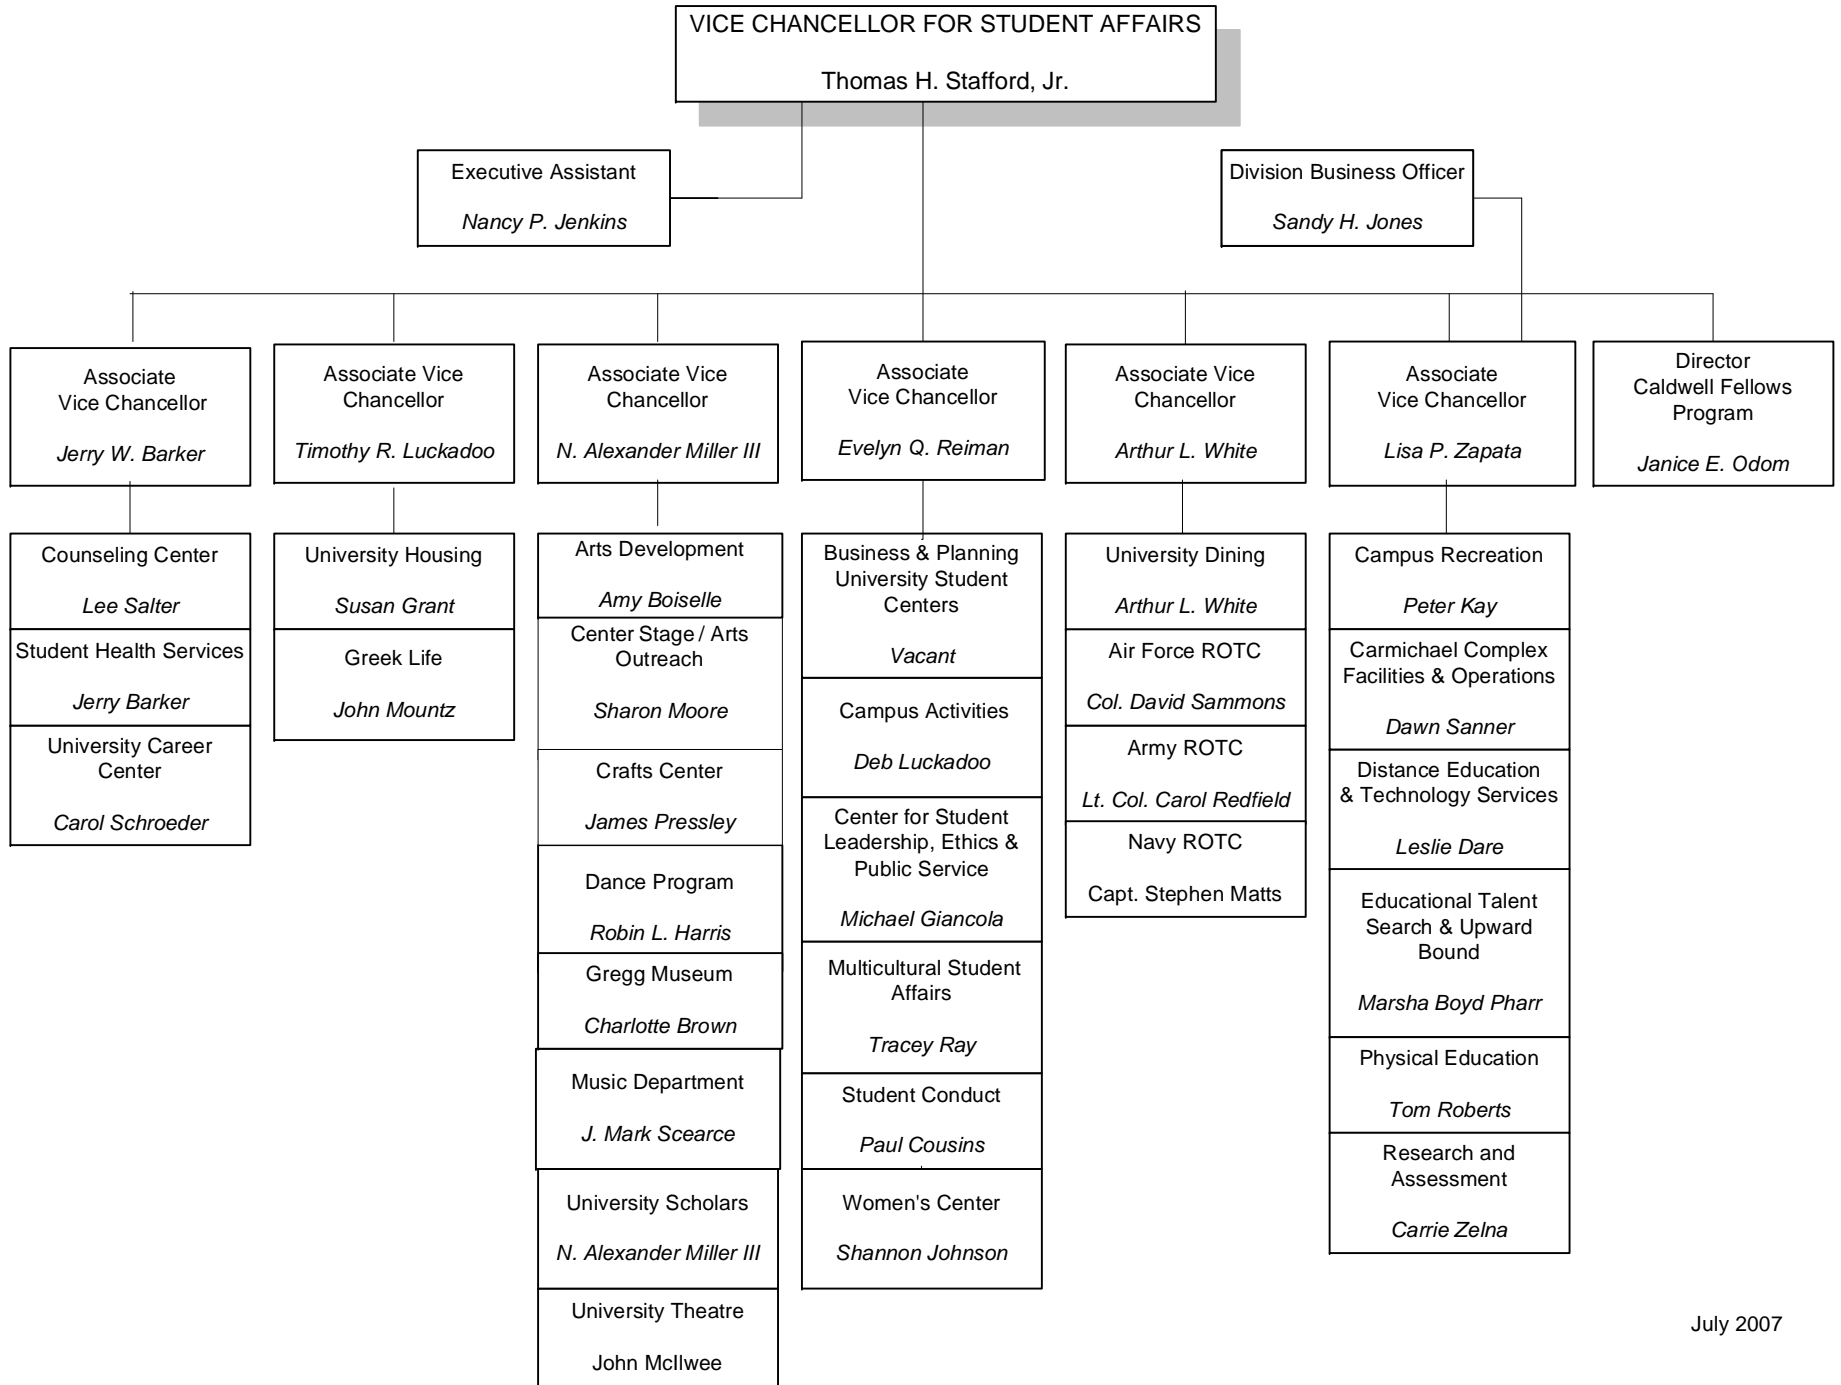 VICE CHANCELLOR FOR STUDENT AFFAIRS
Thomas H. Stafford, Jr.
Executive Assistant
Nancy P. Jenkins
Division Business Officer
Sandy H. Jones
Associate
Vice Chancellor
Jerry W. Barker
Associate Vice
Chancellor
Timothy R. Luckadoo
Associate Vice
Chancellor
N. Alexander Miller III
Associate
Vice Chancellor
Evelyn Q. Reiman
Associate Vice
Chancellor
Arthur L. White
Associate
Vice Chancellor
Lisa P. Zapata
Director
Caldwell Fellows
Program
Janice E. Odom
Counseling Center
Lee Salter
Student Health Services
Jerry Barker
University Career
Center
Carol Schroeder
University Housing
Susan Grant
Greek Life
John Mountz
Arts Development
Amy Boiselle
Center Stage / Arts
Outreach
Sharon Moore
Crafts Center
James Pressley
Dance Program
Robin L. Harris
Gregg Museum
Charlotte Brown
Music Department
J. Mark Scearce
University Scholars
N. Alexander Miller III
University Theatre
John McIlwee
Business & Planning
University Student
Centers
Vacant
Campus Activities
Deb Luckadoo
Center for Student
Leadership, Ethics &
Public Service
Michael Giancola
Multicultural Student
Affairs
Tracey Ray
Student Conduct
Paul Cousins
Women's Center
Shannon Johnson
University Dining
Arthur L. White
Air Force ROTC
Col. David Sammons
Army ROTC
Lt. Col. Carol Redfield
Navy ROTC
Capt. Stephen Matts
Campus Recreation
Peter Kay
Carmichael Complex
Facilities & Operations
Dawn Sanner
Distance Education
& Technology Services
Leslie Dare
Educational Talent
Search & Upward
Bound
Marsha Boyd Pharr
Physical Education
Tom Roberts
Research and
Assessment
Carrie Zelna
July 2007